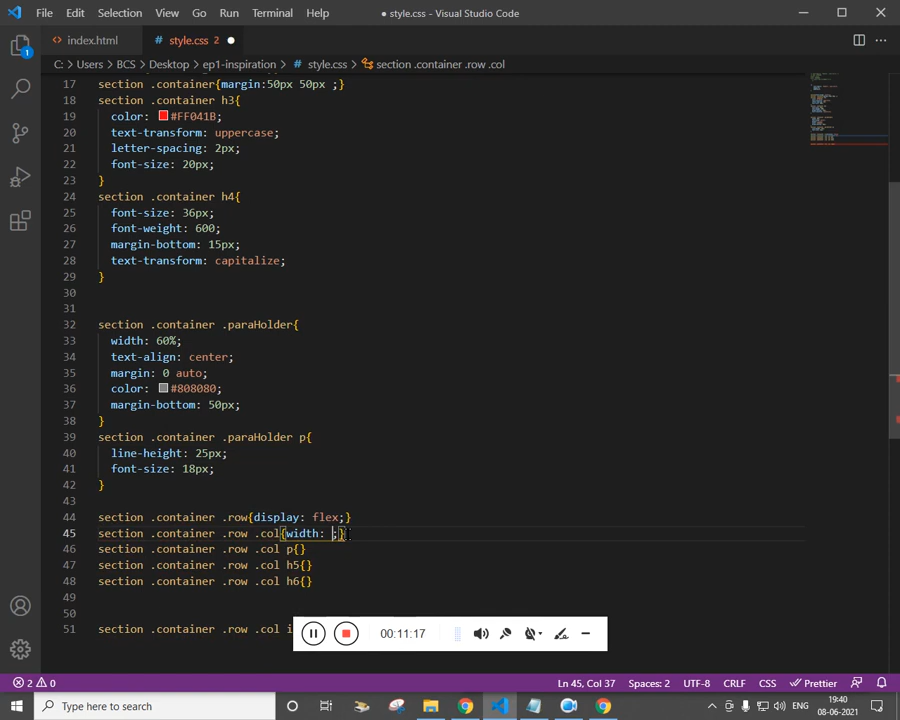 File Edit Selection View Go Run Terminal Help ● style.css - Visual Studio Code
<> index.html # style.css 2 ●
C: > Users > BCS > Desktop > ep1-inspiration > # style.css > section .container .row .col
17 section .container{margin:50px 50px ;}
18 section .container h3{
19 color: #FF041B;
20 text-transform: uppercase;
21 letter-spacing: 2px;
22 font-size: 20px;
23 }
24 section .container h4{
25 font-size: 36px;
26 font-weight: 600;
27 margin-bottom: 15px;
28 text-transform: capitalize;
29 }
30
31
32 section .container .paraHolder{
33 width: 60%;
34 text-align: center;
35 margin: 0 auto;
36 color: #808080;
37 margin-bottom: 50px;
38 }
39 section .container .paraHolder p{
40 line-height: 25px;
41 font-size: 18px;
42 }
43
44 section .container .row{display: flex;}
45 section .container .row .col{width: ;}
46 section .container .row .col p{}
47 section .container .row .col h5{}
48 section .container .row .col h6{}
49
50
51 section .container .row .col i
1
00:11:17
2 0 Ln 45, Col 37 Spaces: 2 UTF-8 CRLF CSS Prettier
Type here to search
ENG
19:40
08-06-2021